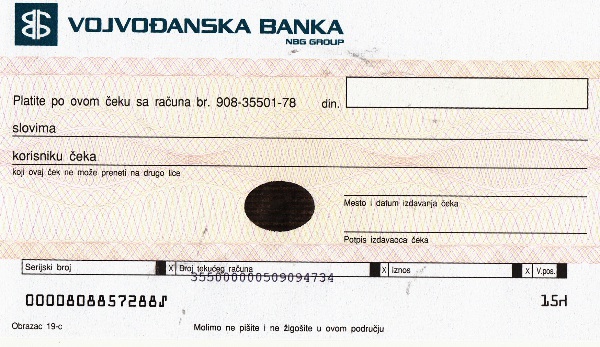 VOJVOĐANSKA BANKA
NBG GROUP
Platite po ovom čeku sa računa br. 908-35501-78 din.
slovima
korisniku čeka
koji ovaj ček ne može preneti na drugo lice
Mesto i datum izdavanja čeka
Potpis izdavaoca čeka
Serijski broj X Broj tekućeg računa X iznos X V.pos.
355000000509094734
0000808857288 15
Obrazac 19-c Molimo ne pišite i ne žigošite u ovom području